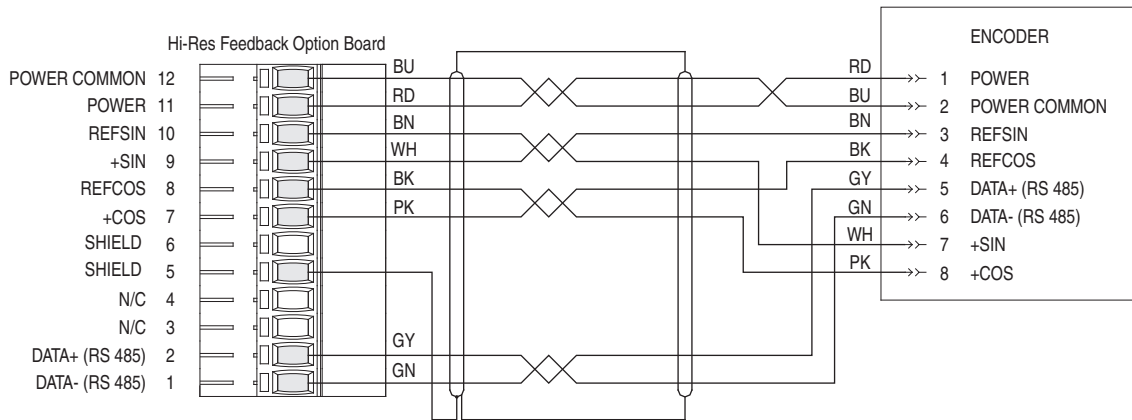 Hi-Res Feedback Option Board
POWER COMMON 12
POWER 11
REFSIN 10
+SIN 9
REFCOS 8
+COS 7
SHIELD 6
SHIELD 5
N/C 4
N/C 3
DATA+ (RS 485) 2
DATA- (RS 485) 1
BU
RD
BN
WH
BK
PK
GY
GN
RD
BU
BN
BK
GY
GN
WH
PK
ENCODER
1 POWER
2 POWER COMMON
3 REFSIN
4 REFCOS
5 DATA+ (RS 485)
6 DATA- (RS 485)
7 +SIN
8 +COS